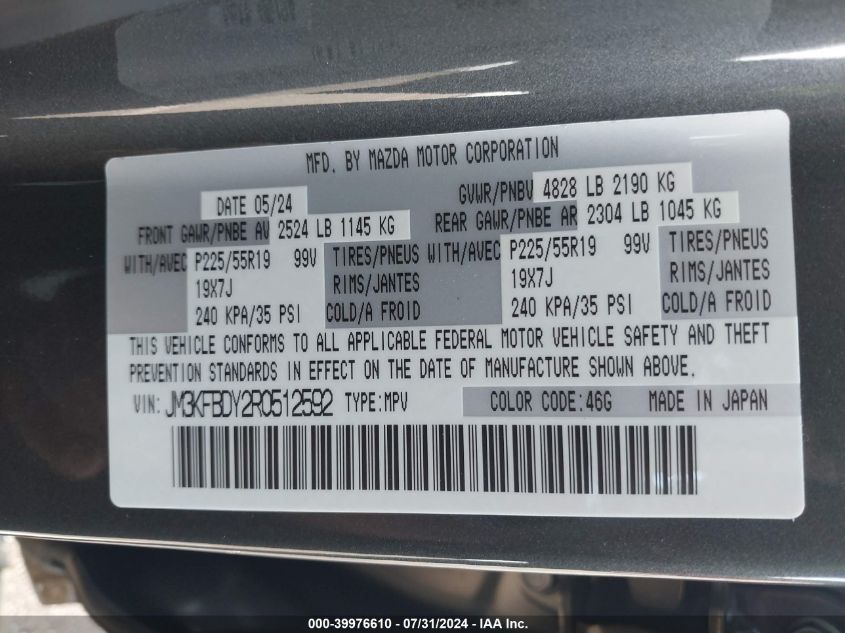 MFD. BY MAZDA MOTOR CORPORATION
DATE 05/24 GVWR/PNBV 4828 LB 2190 KG
FRONT GAWR/PNBE AV 2524 LB 1145 KG REAR GAWR/PNBE AR 2304 LB 1045 KG
WITH/AVEC P225/55R19 99V TIRES/PNEUS WITH/AVEC P225/55R19 99V TIRES/PNEUS
19X7J RIMS/JANTES 19X7J RIMS/JANTES
240 KPA/35 PSI COLD/A FROID 240 KPA/35 PSI COLD/A FROID
THIS VEHICLE CONFORMS TO ALL APPLICABLE FEDERAL MOTOR VEHICLE SAFETY AND THEFT
PREVENTION STANDARDS IN EFFECT ON THE DATE OF MANUFACTURE SHOWN ABOVE.
VIN: JM3KFBDY2R0512592 TYPE:MPV COLOR CODE:46G MADE IN JAPAN
000-39976610 - 07/31/2024 - IAA Inc.